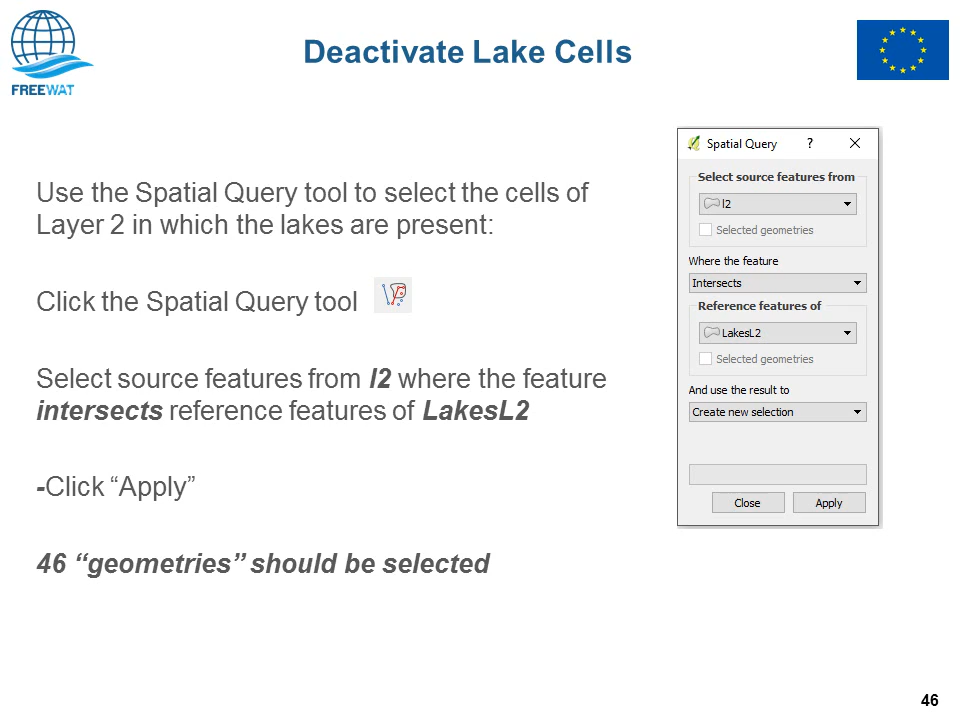 Deactivate Lake Cells
FREEWAT
Use the Spatial Query tool to select the cells of
Layer 2 in which the lakes are present:
Click the Spatial Query tool
Select source features from l2 where the feature
intersects reference features of LakesL2
-Click “Apply”
46 “geometries” should be selected
Spatial Query ?
Select source features from
l2
Selected geometries
Where the feature
Intersects
Reference features of
LakesL2
Selected geometries
And use the result to
Create new selection
Close Apply
46